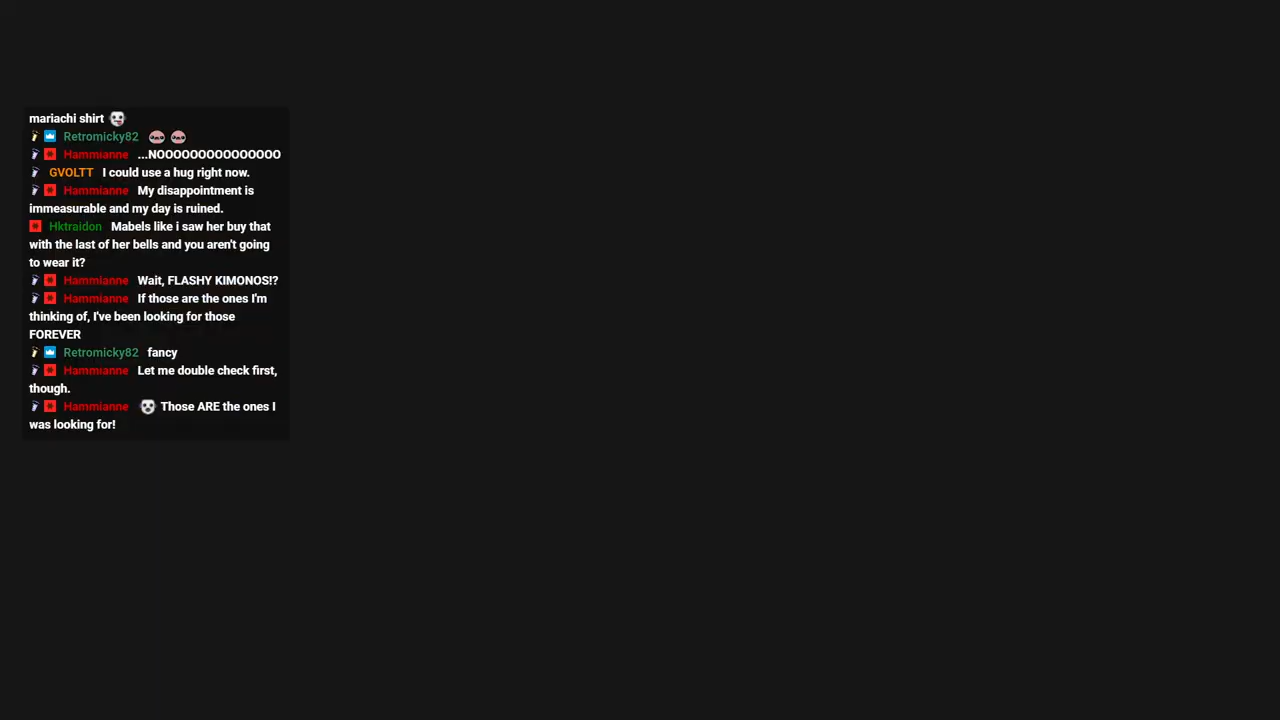 mariachi shirt
Retromicky82
Hammianne ...NOOOOOOOOOOOOOOO
GVOLTT I could use a hug right now.
Hammianne My disappointment is
immeasurable and my day is ruined.
Hktraidon Mabels like i saw her buy that
with the last of her bells and you aren't going
to wear it?
Hammianne Wait, FLASHY KIMONOS!?
Hammianne If those are the ones I'm
thinking of, I've been looking for those
FOREVER
Retromicky82 fancy
Hammianne Let me double check first,
though.
Hammianne Those ARE the ones I
was looking for!